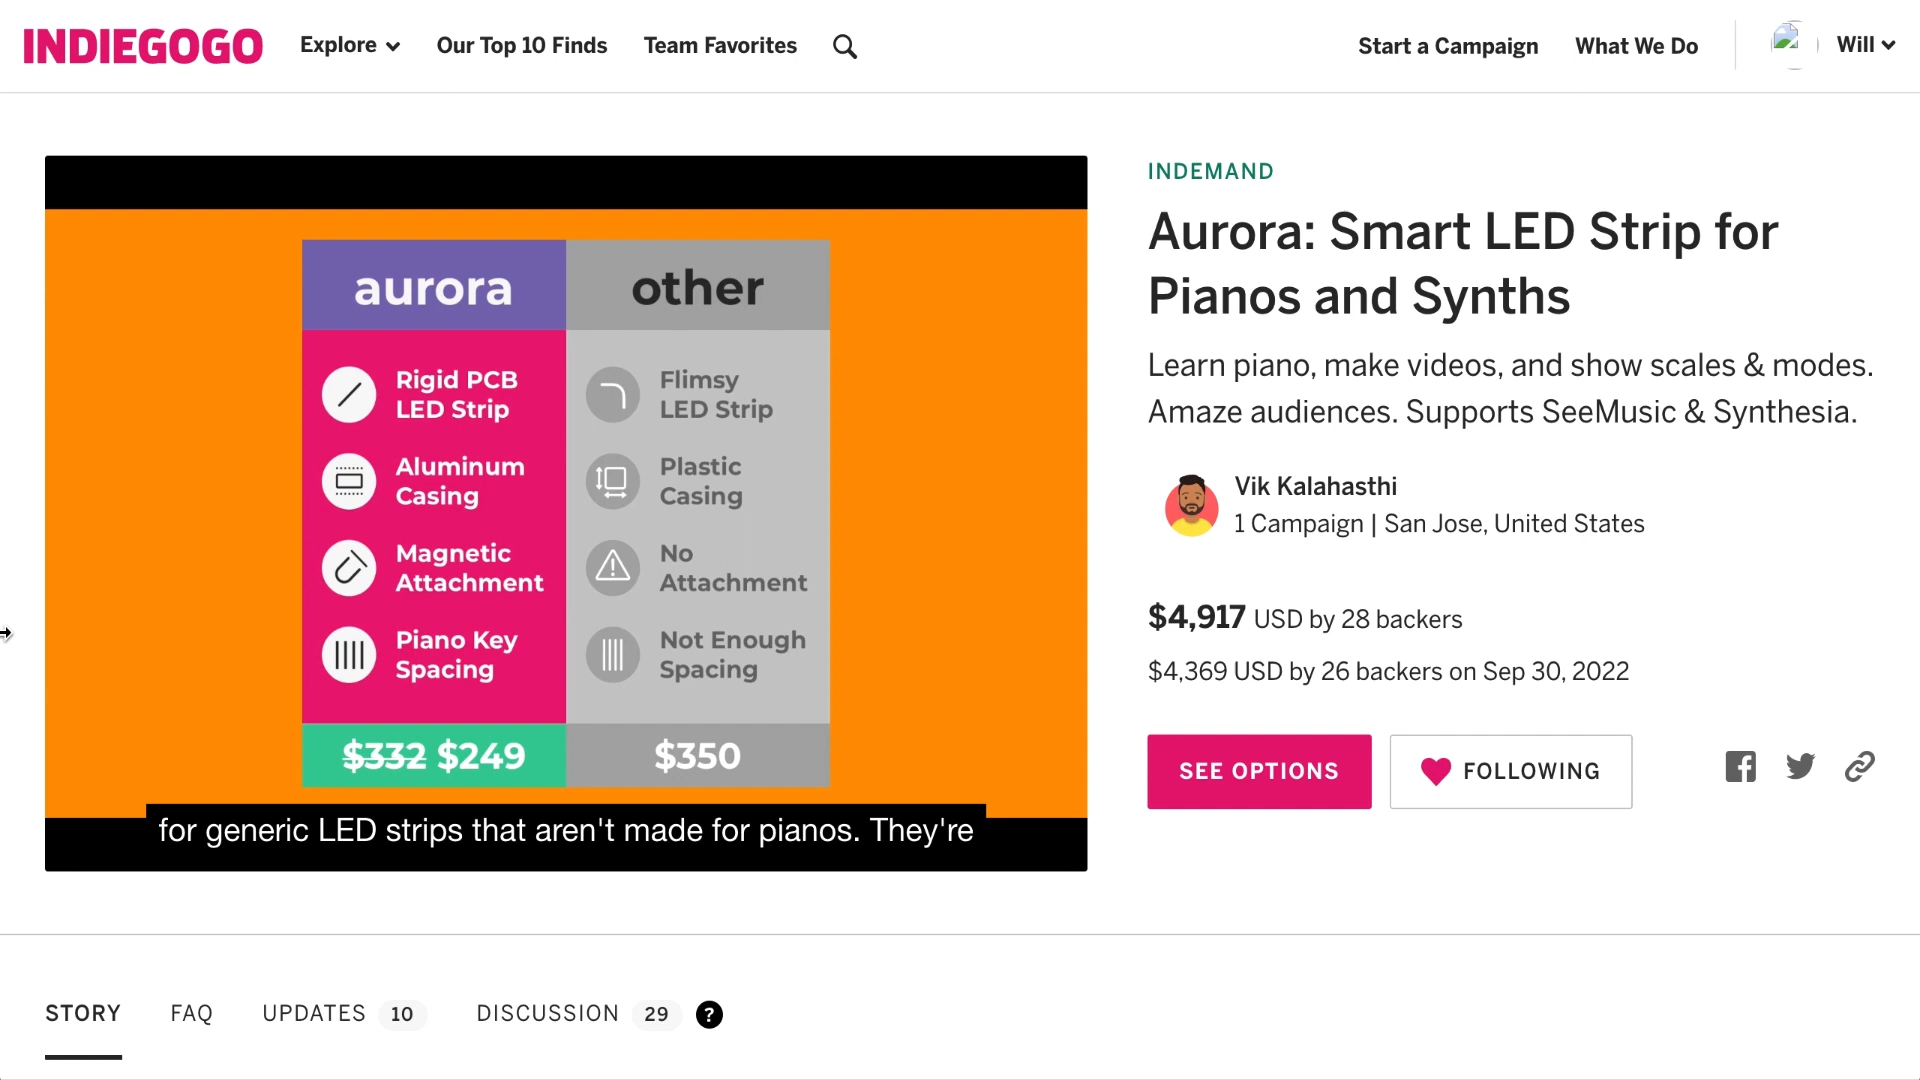 INDIEGOGO
Explore
Our Top 10 Finds
Team Favorites
Start a Campaign
What We Do
Will
aurora
other
Rigid PCB
LED Strip
Flimsy
LED Strip
Aluminum
Casing
Plastic
Casing
Magnetic
Attachment
No
Attachment
Piano Key
Spacing
Not Enough
Spacing
$332 $249
$350
for generic LED strips that aren't made for pianos. They're
INDEMAND
Aurora: Smart LED Strip for
Pianos and Synths
Learn piano, make videos, and show scales & modes.
Amaze audiences. Supports SeeMusic & Synthesia.
Vik Kalahasthi
1 Campaign | San Jose, United States
$4,917 USD by 28 backers
$4,369 USD by 26 backers on Sep 30, 2022
SEE OPTIONS
FOLLOWING
STORY
FAQ
UPDATES 10
DISCUSSION 29
?